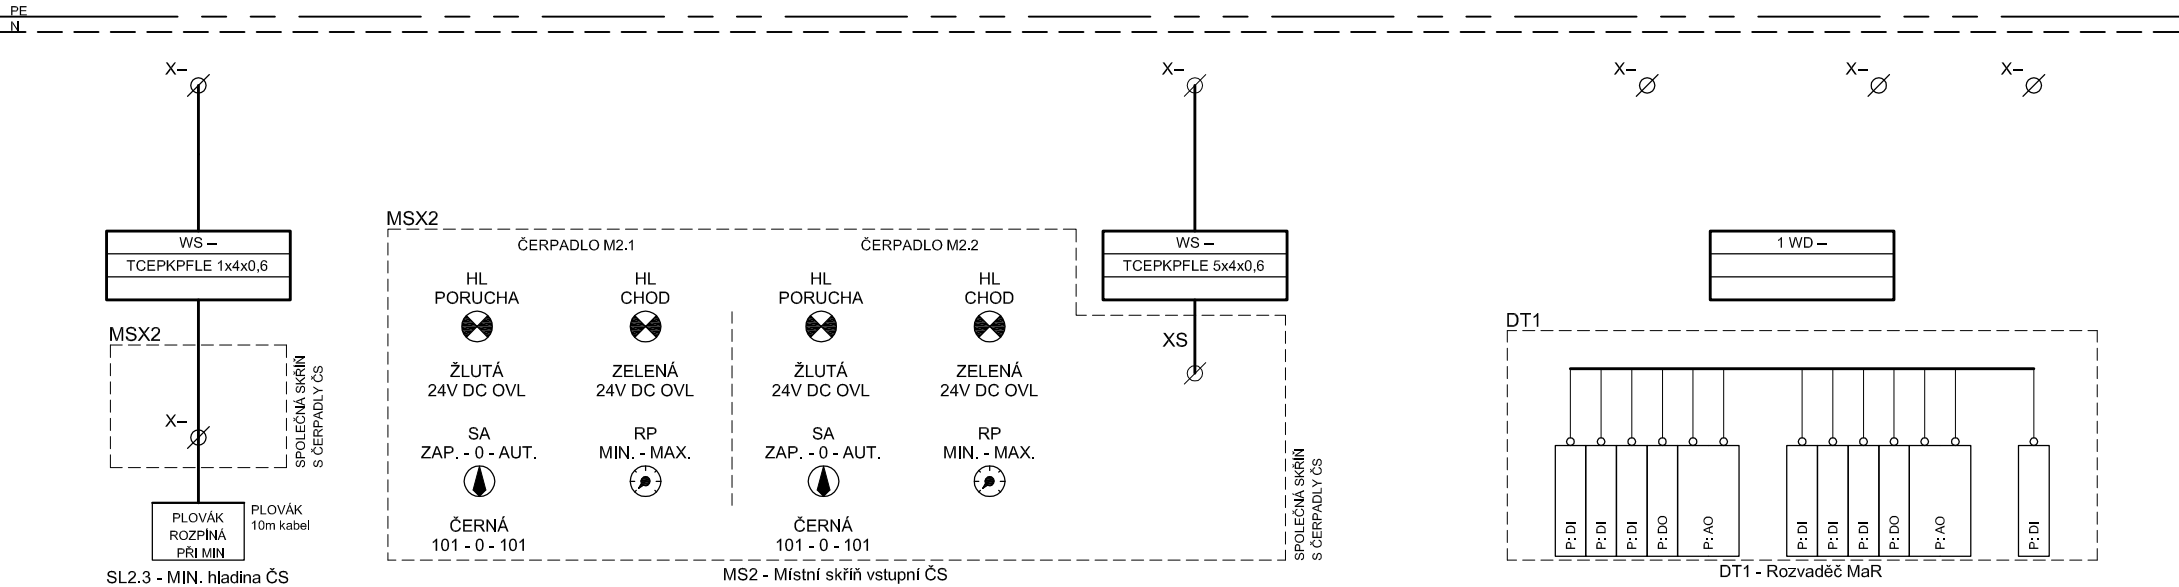 PE
N
X–
X–
X–
X–
X–
MSX2
WS –
TCEPKPFLE 1x4x0,6
ČERPADLO M2.1
ČERPADLO M2.2
WS –
TCEPKPFLE 5x4x0,6
1 WD –
HL
PORUCHA
HL
CHOD
HL
PORUCHA
HL
CHOD
MSX2
DT1
XS
ŽLUTÁ
24V DC OVL
ZELENÁ
24V DC OVL
ŽLUTÁ
24V DC OVL
ZELENÁ
24V DC OVL
SPOLEČNÁ SKŘÍŇ
S ČERPADLY ČS
X–
SA
ZAP. - 0 - AUT.
RP
MIN. - MAX.
SA
ZAP. - 0 - AUT.
RP
MIN. - MAX.
SPOLEČNÁ SKŘÍŇ
S ČERPADLY ČS
PLOVÁK
ROZPÍNÁ
PŘI MIN
PLOVÁK
10m kabel
ČERNÁ
101 - 0 - 101
ČERNÁ
101 - 0 - 101
P: DI
P: DI
P: DI
P: DO
P: AO
P: DI
P: DI
P: DI
P: DO
P: AO
P: DI
SL2.3 - MIN. hladina ČS
MS2 - Místní skříň vstupní ČS
DT1 - Rozvaděč MaR